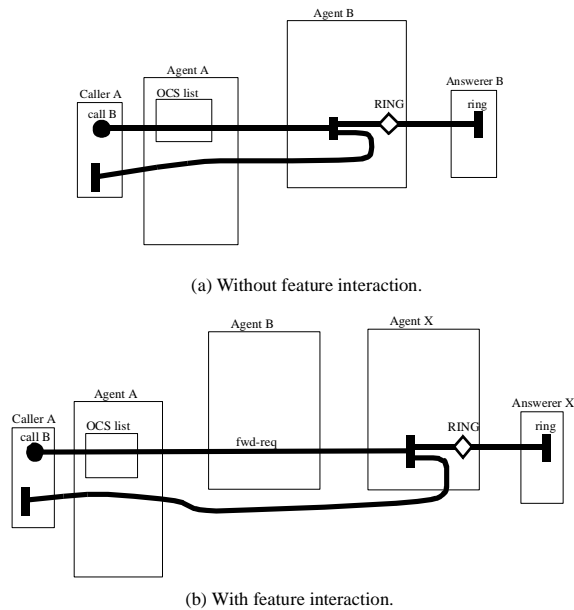 Agent B
Agent A
Answerer B
Caller A
OCS list
RING
ring
call B
(a) Without feature interaction.
Agent B
Agent X
Agent A
Answerer X
Caller A
OCS list
RING
ring
call B
fwd-req
(b) With feature interaction.